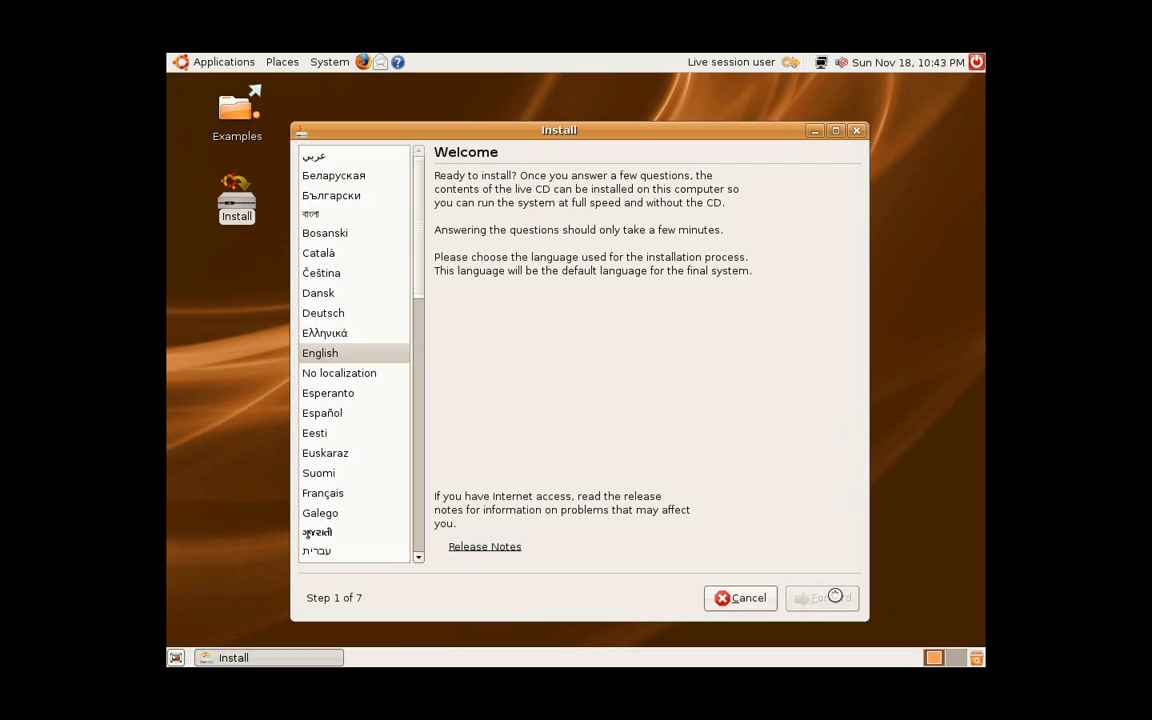 Applications Places System
Live session user
Sun Nov 18, 10:43 PM
Examples
Install
Install
عربي
Беларуская
Български
বাংলা
Bosanski
Català
Čeština
Dansk
Deutsch
Ελληνικά
English
No localization
Esperanto
Español
Eesti
Euskaraz
Suomi
Français
Galego
ગુજરાતી
עברית
Welcome
Ready to install? Once you answer a few questions, the
contents of the live CD can be installed on this computer so
you can run the system at full speed and without the CD.
Answering the questions should only take a few minutes.
Please choose the language used for the installation process.
This language will be the default language for the final system.
If you have Internet access, read the release
notes for information on problems that may affect
you.
Release Notes
Step 1 of 7
Cancel
Install